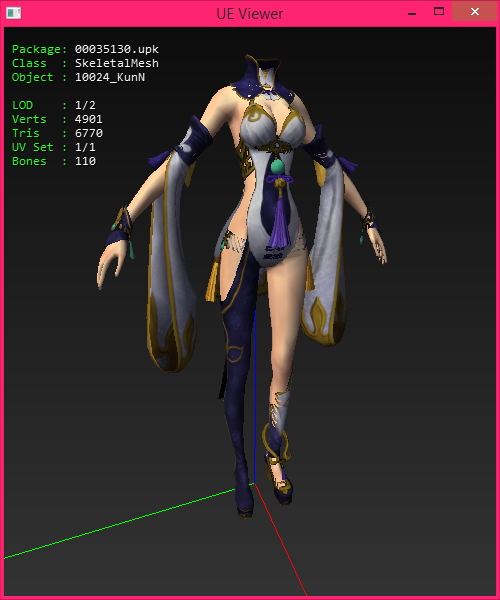 UE Viewer
Package: 00035130.upk
Class  : SkeletalMesh
Object : 10024_KunN
LOD    : 1/2
Verts  : 4901
Tris   : 6770
UV Set : 1/1
Bones  : 110